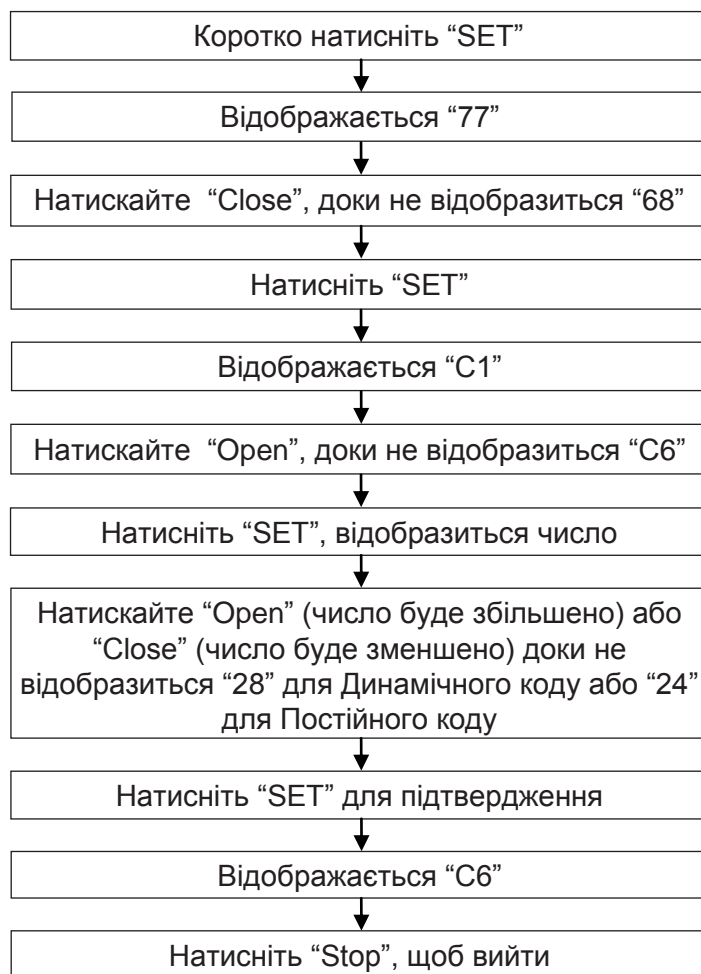 Коротко натисніть “SET”
Відображається “77”
Натискайте “Close”, доки не відобразиться “68”
Натисніть “SET”
Відображається “C1”
Натискайте “Open”, доки не відобразиться “C6”
Натисніть “SET”, відобразиться число
Натискайте “Open” (число буде збільшено) або
“Close” (число буде зменшено) доки не
відобразиться “28” для Динамічного коду або “24”
для Постійного коду
Натисніть “SET” для підтвердження
Відображається “C6”
Натисніть “Stop”, щоб вийти